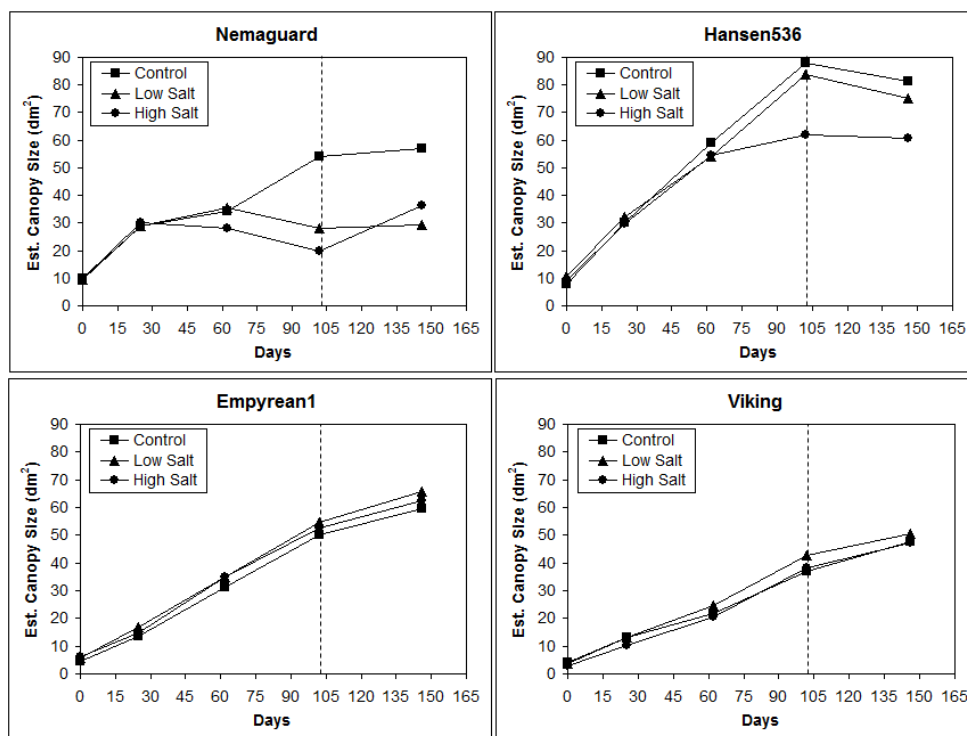 Nemaguard
Est. Canopy Size (dm²)
90
80
70
60
50
40
30
20
10
0
Control
Low Salt
High Salt
0 15 30 45 60 75 90 105 120 135 150 165
Days
Hansen536
Est. Canopy Size (dm²)
90
80
70
60
50
40
30
20
10
0
Control
Low Salt
High Salt
0 15 30 45 60 75 90 105 120 135 150 165
Days
Empyrean1
Est. Canopy Size (dm²)
90
80
70
60
50
40
30
20
10
0
Control
Low Salt
High Salt
0 15 30 45 60 75 90 105 120 135 150 165
Days
Viking
Est. Canopy Size (dm²)
90
80
70
60
50
40
30
20
10
0
Control
Low Salt
High Salt
0 15 30 45 60 75 90 105 120 135 150 165
Days